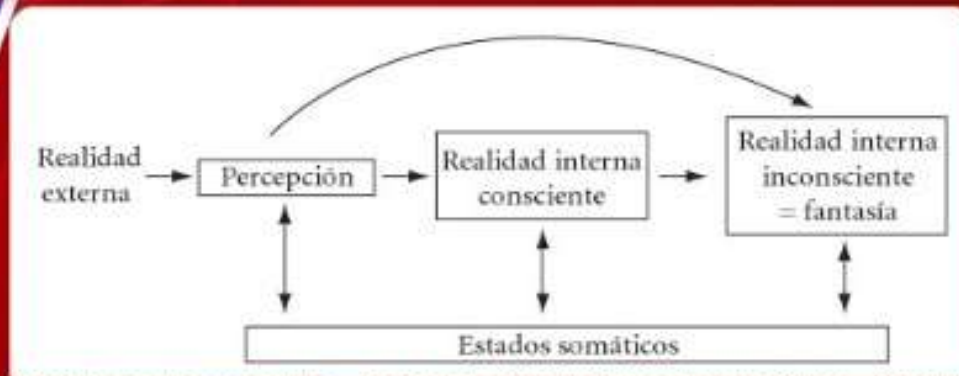 Realidad
externa
Percepción
Realidad interna
consciente
Realidad interna
inconsciente
= fantasía
Estados somáticos